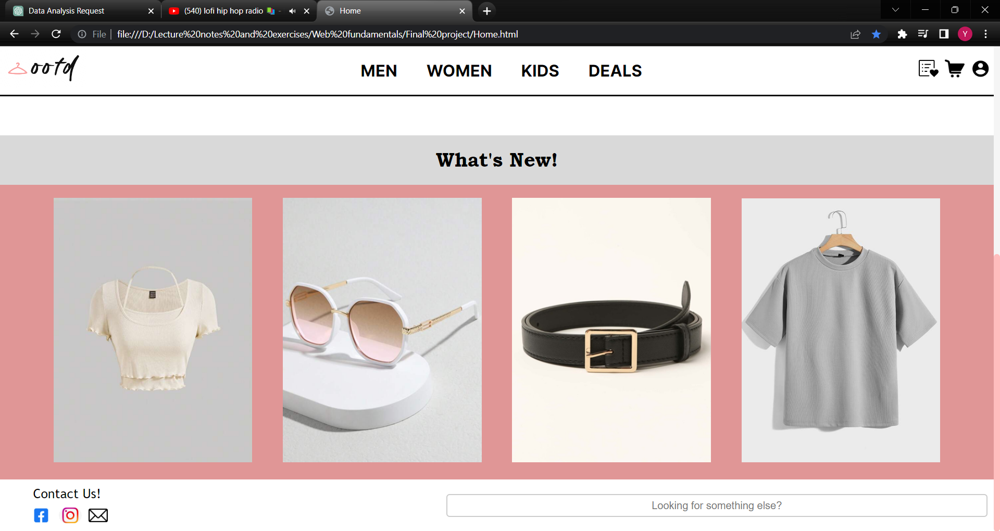 Data Analysis Request
(540) lofi hip hop radio 📚 -
Home
File
file:///D:/Lecture%20notes%20and%20exercises/Web%20fundamentals/Final%20project/Home.html
Y
ootd
MEN WOMEN KIDS DEALS
What's New!
Contact Us!
Looking for something else?